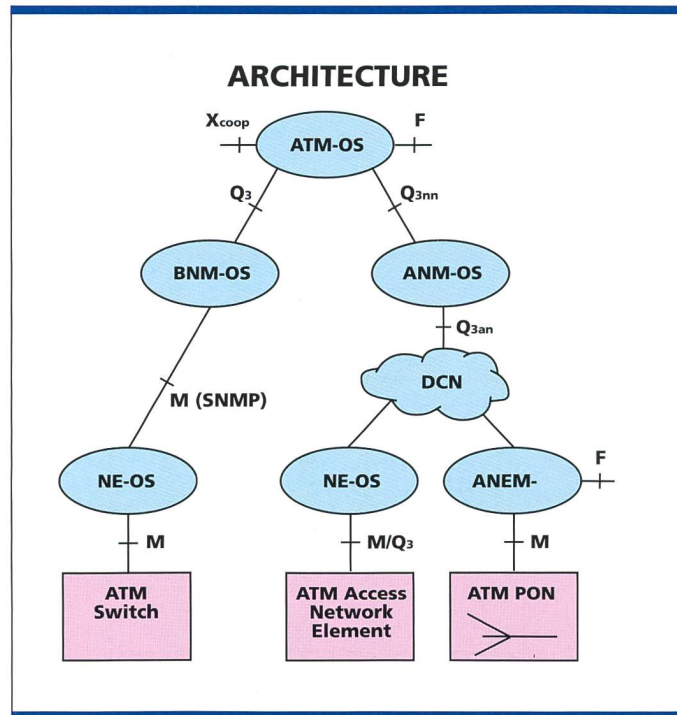 ARCHITECTURE
Xcoop
F
ATM-OS
Q3
Q3nn
BNM-OS
ANM-OS
Q3an
DCN
M (SNMP)
F
NE-OS
NE-OS
ANEM-
M
M/Q3
M
ATM
Switch
ATM Access
Network
Element
ATM PON